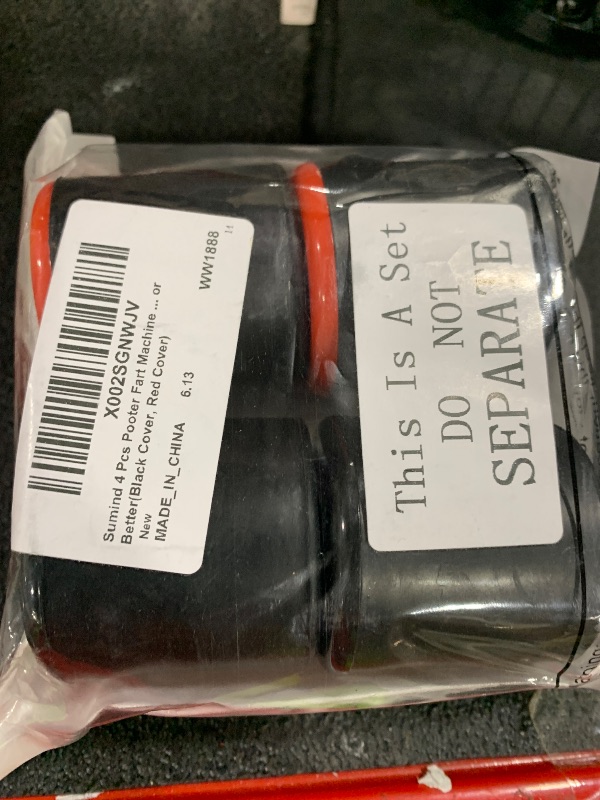 X002SGNWJV
Sumind 4 Pcs Pooter Fart Machine ... or
Better(Black Cover, Red Cover)
New
MADE_IN_CHINA 6.13
WW1888
This Is A Set
DO NOT
SEPARATE